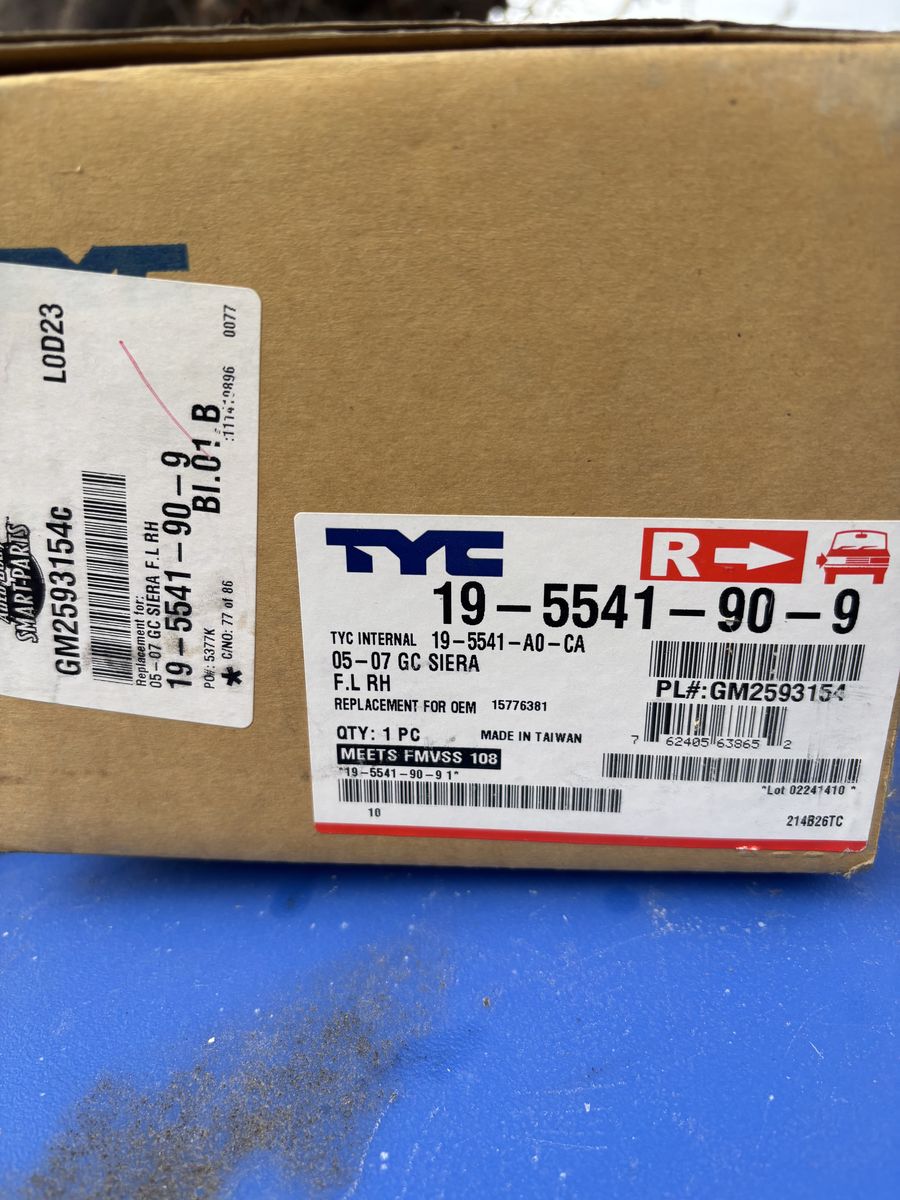 L0D23
SMART-PARTS
GM2593154c
Replacement for:
05-07 GC SIERA F.L RH
19-5541-90-9
BI.01.B
PO#: 5377K
C/NO: 77 of 86
0077
*
TYC
R
19-5541-90-9
TYC INTERNAL 19-5541-A0-CA
05-07 GC SIERA
F.L RH
REPLACEMENT FOR OEM 15776381
PL#:GM2593154
QTY: 1 PC MADE IN TAIWAN
7 62405 63865 2
MEETS FMVSS 108
"19-5541-90-9 1"
"Lot 02241410 "
10
214B26TC